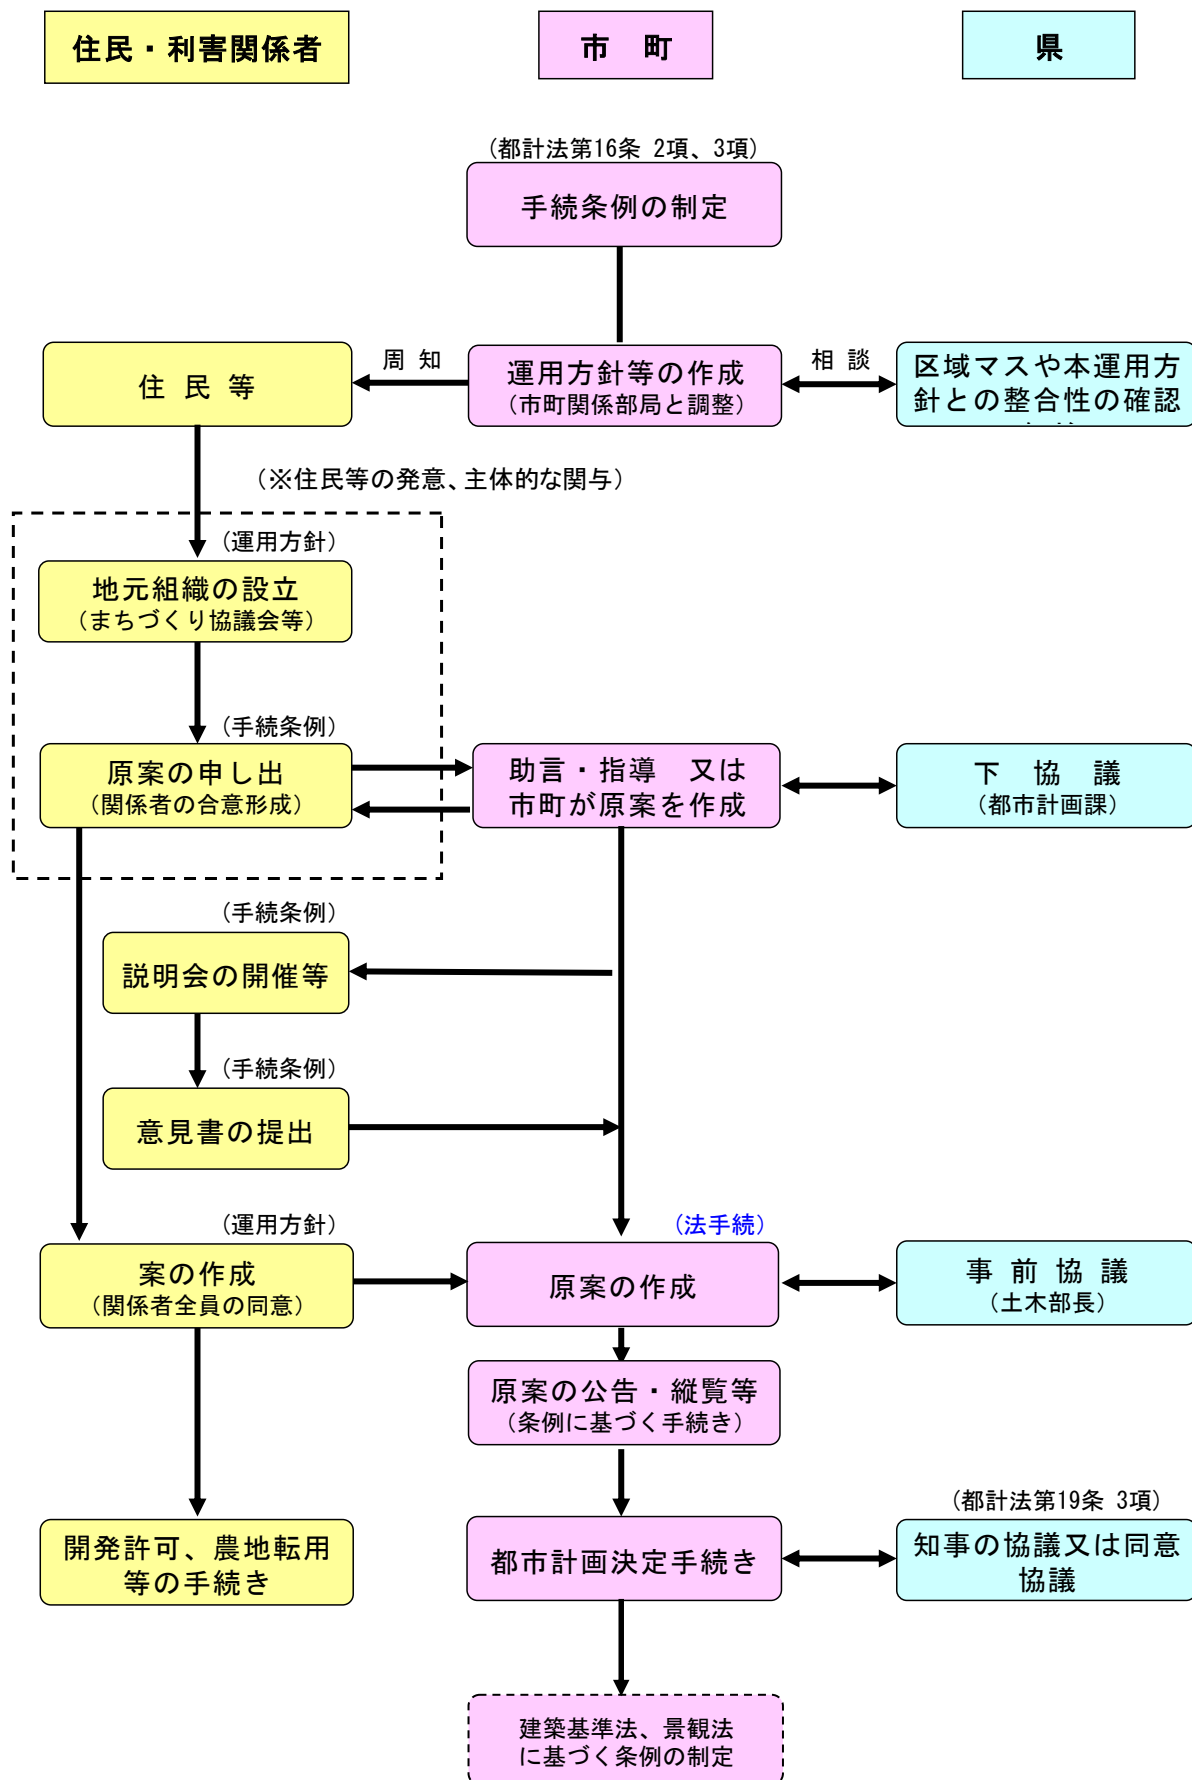 住民・利害関係者
市　町
県
(都計法第16条 2項、3項)
手続条例の制定
住 民 等
周 知
運用方針等の作成
(市町関係部局と調整)
相 談
区域マスや本運用方
針との整合性の確認
(※住民等の発意、主体的な関与)
(運用方針)
地元組織の設立
(まちづくり協議会等)
(手続条例)
原案の申し出
(関係者の合意形成)
助言・指導　又は
市町が原案を作成
下　協　議
(都市計画課)
(手続条例)
説明会の開催等
(手続条例)
意見書の提出
(運用方針)
(法手続)
案の作成
(関係者全員の同意)
原案の作成
事 前 協 議
(土木部長)
原案の公告・縦覧等
(条例に基づく手続き)
(都計法第19条 3項)
開発許可、農地転用
等の手続き
都市計画決定手続き
知事の協議又は同意
協議
建築基準法、景観法
に基づく条例の制定